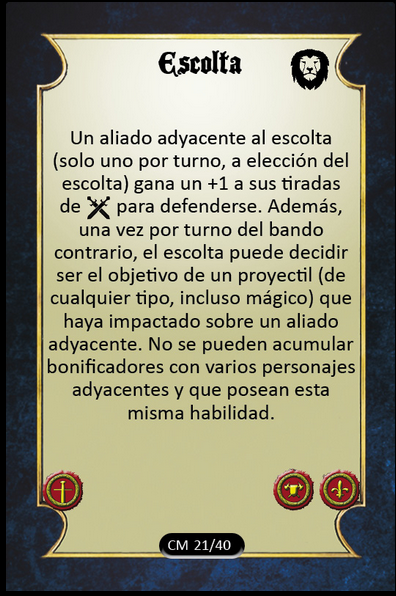 Escolta
Un aliado adyacente al escolta
(solo uno por turno, a elección del
escolta) gana un +1 a sus tiradas
de para defenderse. Además,
una vez por turno del bando
contrario, el escolta puede decidir
ser el objetivo de un proyectil (de
cualquier tipo, incluso mágico) que
haya impactado sobre un aliado
adyacente. No se pueden acumular
bonificadores con varios personajes
adyacentes y que posean esta
misma habilidad.
CM 21/40